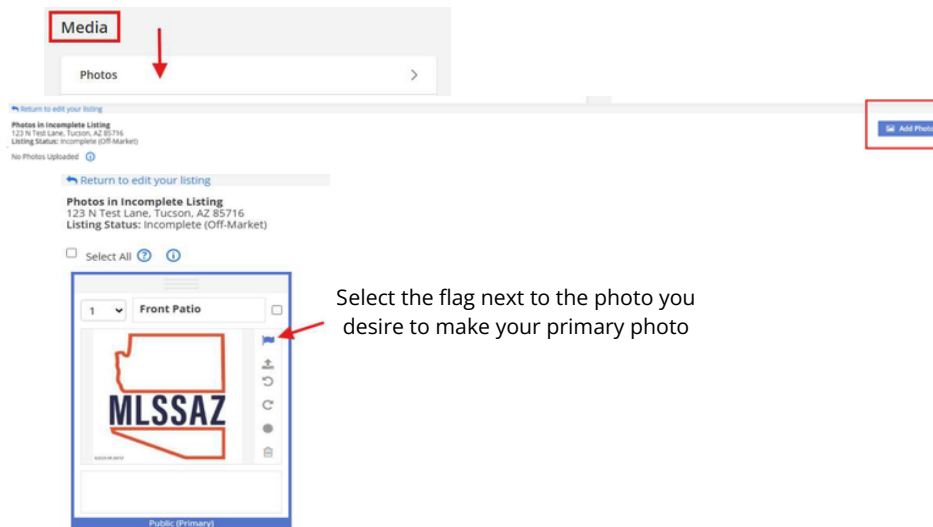 Media
Photos
Return to edit your listing
Photos in Incomplete Listing
123 N Test Lane, Tucson, AZ 85716
Listing Status: Incomplete (Off-Market)
Add Photo
No Photos Uploaded
Return to edit your listing
Photos in Incomplete Listing
123 N Test Lane, Tucson, AZ 85716
Listing Status: Incomplete (Off-Market)
Select All
1 Front Patio
Select the flag next to the photo you
desire to make your primary photo
MLSSAZ
Public (Primary)